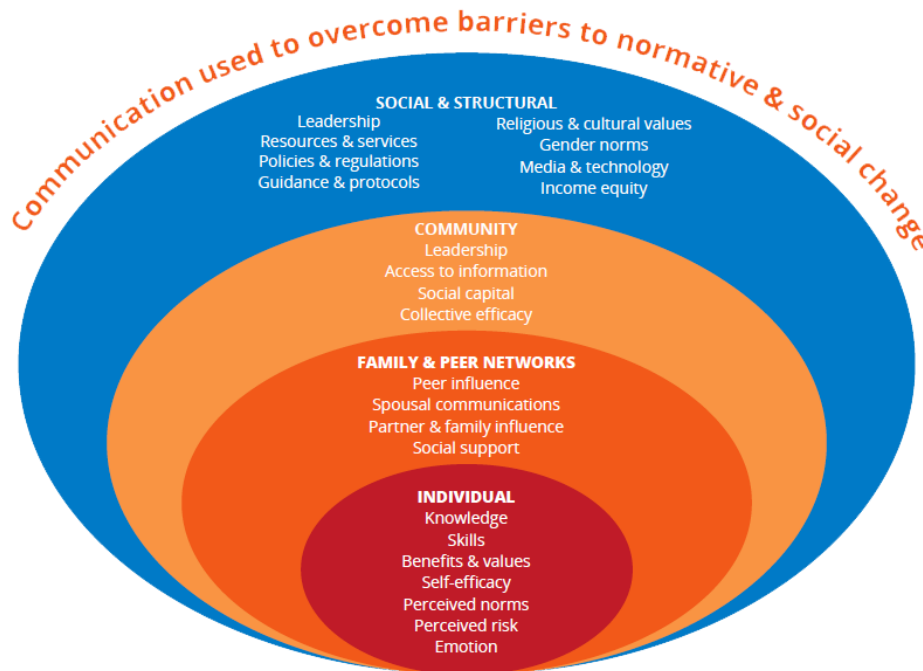 Communication used to overcome barriers to normative & social change
SOCIAL & STRUCTURAL
Leadership
Resources & services
Policies & regulations
Guidance & protocols
Religious & cultural values
Gender norms
Media & technology
Income equity
COMMUNITY
Leadership
Access to information
Social capital
Collective efficacy
FAMILY & PEER NETWORKS
Peer influence
Spousal communications
Partner & family influence
Social support
INDIVIDUAL
Knowledge
Skills
Benefits & values
Self-efficacy
Perceived norms
Perceived risk
Emotion